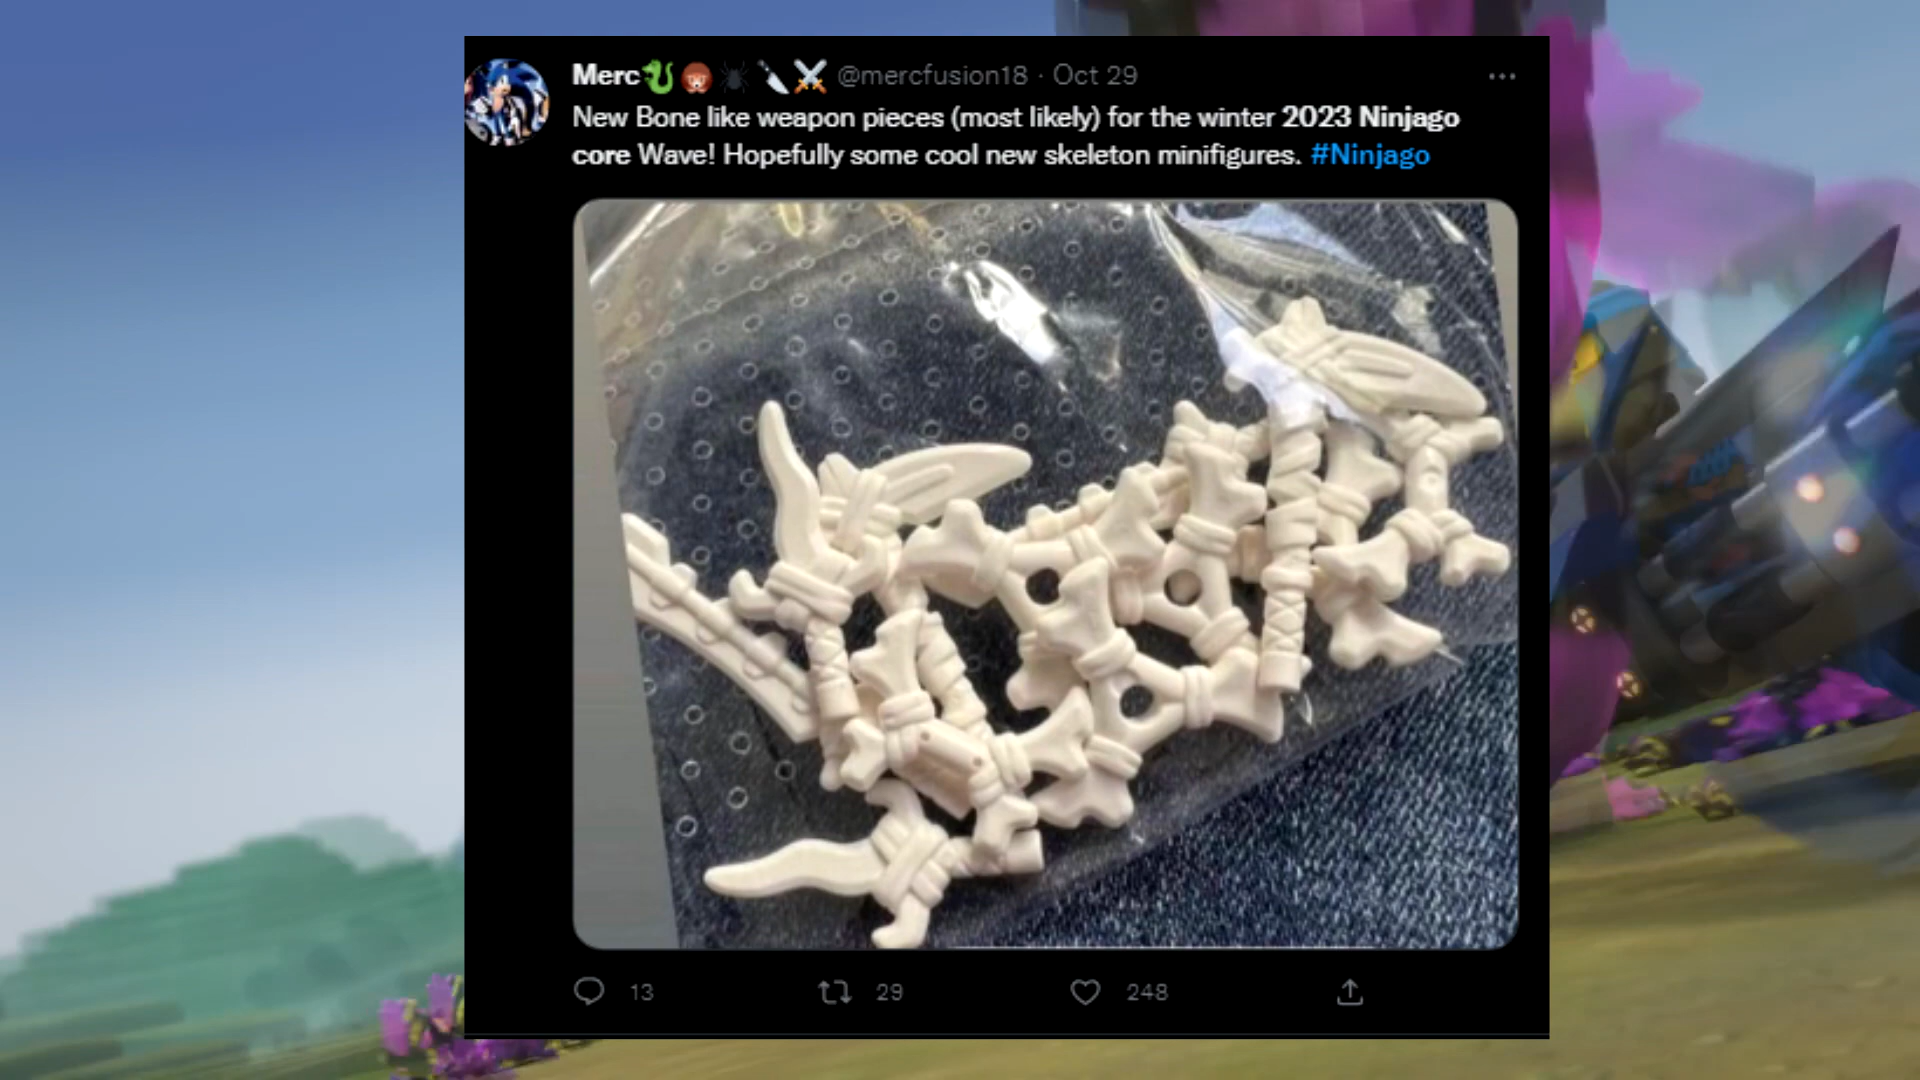 Merc🐍👹🕷️🔪⚔️ @mercfusion18 · Oct 29
New Bone like weapon pieces (most likely) for the winter 2023 Ninjago
core Wave! Hopefully some cool new skeleton minifigures. #Ninjago
13 29 248